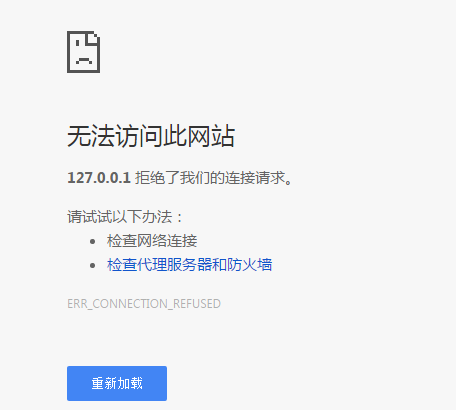 无法访问此网站
127.0.0.1 拒绝了我们的连接请求。
请试试以下办法：
检查网络连接
检查代理服务器和防火墙
ERR_CONNECTION_REFUSED
重新加载